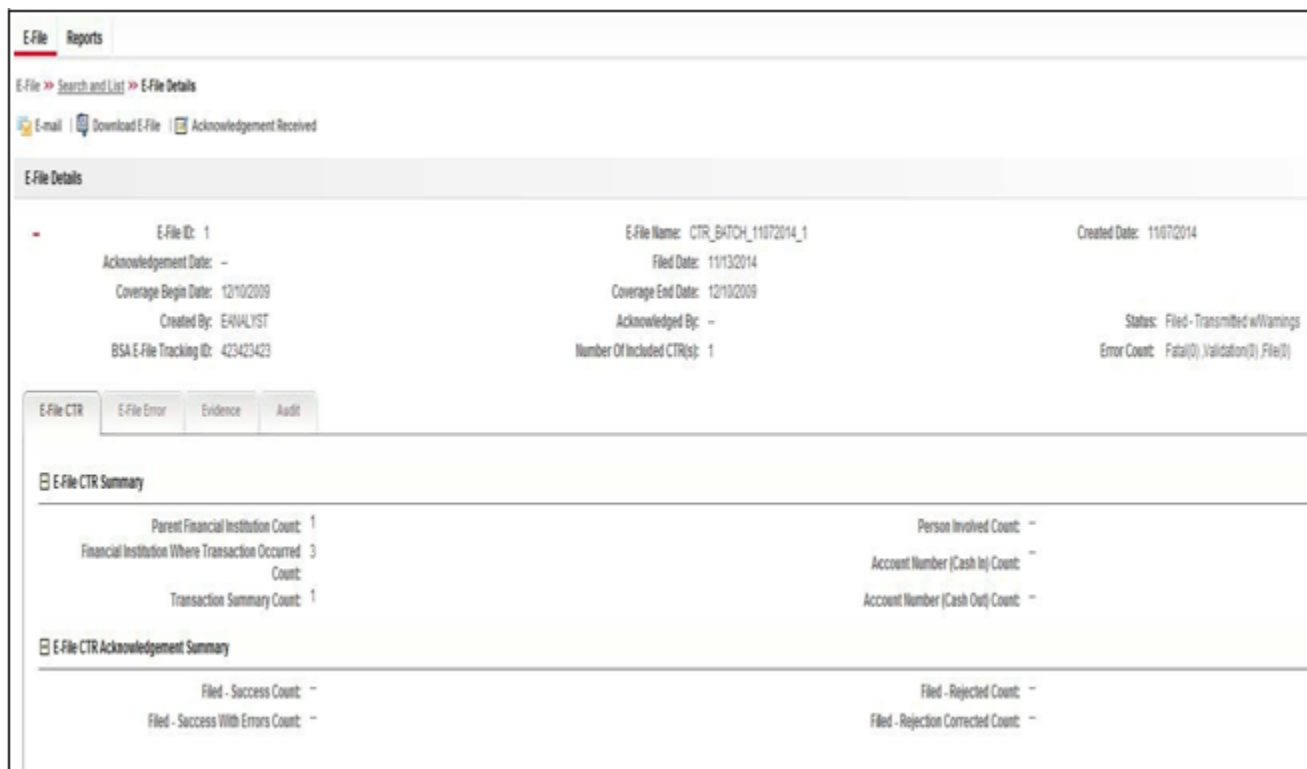 E-File Reports
E-File » Search and List » E-File Details
E-mail | Download E-File | Acknowledgement Received
E-File Details
E-File ID: 1 E-File Name: CTR_BATCH_11072014_1 Created Date: 11/07/2014
Acknowledgement Date: -- Filed Date: 11/13/2014
Coverage Begin Date: 12/10/2009 Coverage End Date: 12/10/2009
Created By: EANALYST Acknowledged By: -- Status: Filed - Transmitted w/Warnings
BSA E-File Tracking ID: 423423423 Number Of Included CTR(s): 1 Error Count: Fatal(0) ,Validation(0) ,File(0)
E-File CTR E-File Error Evidence Audit
E-File CTR Summary
Parent Financial Institution Count: 1 Person Involved Count: --
Financial Institution Where Transaction Occurred 3 Account Number (Cash In) Count: --
Count:
Transaction Summary Count: 1 Account Number (Cash Out) Count: --
E-File CTR Acknowledgement Summary
Filed - Success Count: -- Filed - Rejected Count: --
Filed - Success With Errors Count: -- Filed - Rejection Corrected Count: --